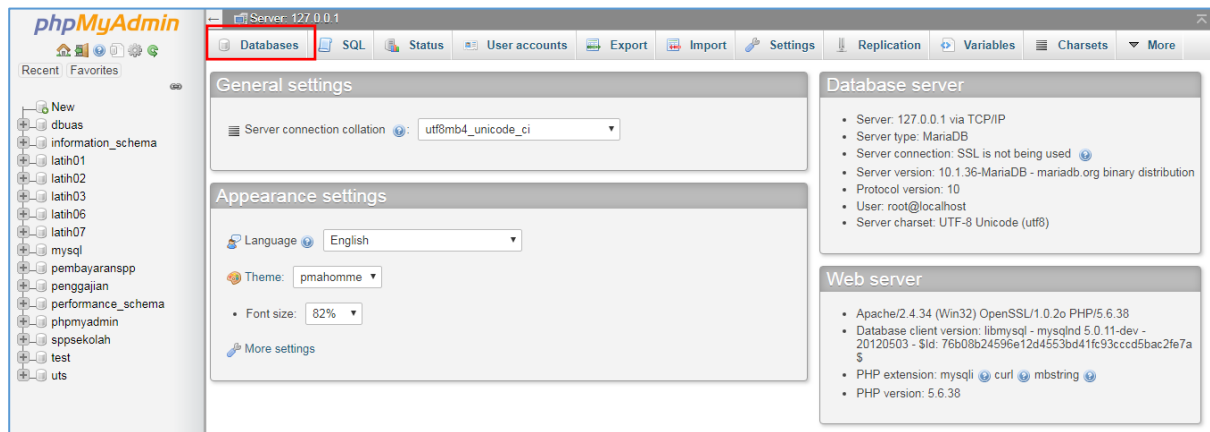 phpMyAdmin
Recent Favorites
New
dbuas
information_schema
latih01
latih02
latih03
latih06
latih07
mysql
pembayaranspp
penggajian
performance_schema
phpmyadmin
sppsekolah
test
uts
Server: 127.0.0.1
Databases SQL Status User accounts Export Import Settings Replication Variables Charsets More
General settings
Server connection collation : utf8mb4_unicode_ci
Appearance settings
Language English
Theme: pmahomme
Font size: 82%
More settings
Database server
Server: 127.0.0.1 via TCP/IP
Server type: MariaDB
Server connection: SSL is not being used
Server version: 10.1.36-MariaDB - mariadb.org binary distribution
Protocol version: 10
User: root@localhost
Server charset: UTF-8 Unicode (utf8)
Web server
Apache/2.4.34 (Win32) OpenSSL/1.0.2o PHP/5.6.38
Database client version: libmysql - mysqlnd 5.0.11-dev -
20120503 - $Id: 76b08b24596e12d4553bd41fc93cccd5bac2fe7a
$
PHP extension: mysqli curl mbstring
PHP version: 5.6.38